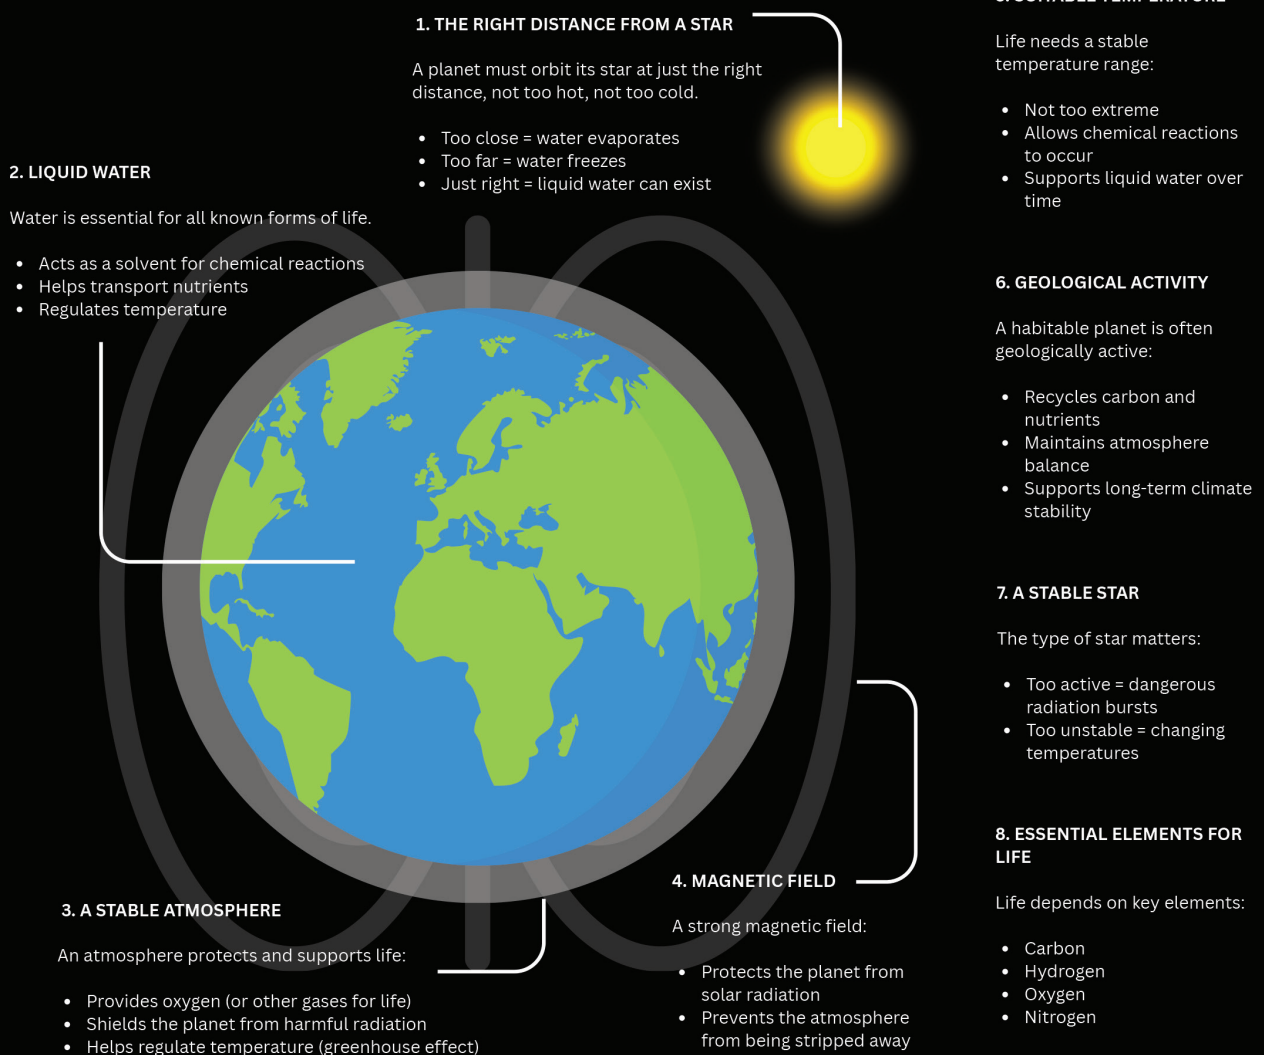 1. THE RIGHT DISTANCE FROM A STAR
A planet must orbit its star at just the right
distance, not too hot, not too cold.
• Too close = water evaporates
• Too far = water freezes
• Just right = liquid water can exist
2. LIQUID WATER
Water is essential for all known forms of life.
• Acts as a solvent for chemical reactions
• Helps transport nutrients
• Regulates temperature
3. A STABLE ATMOSPHERE
An atmosphere protects and supports life:
• Provides oxygen (or other gases for life)
• Shields the planet from harmful radiation
• Helps regulate temperature (greenhouse effect)
4. MAGNETIC FIELD
A strong magnetic field:
• Protects the planet from
solar radiation
• Prevents the atmosphere
from being stripped away
Life needs a stable
temperature range:
• Not too extreme
• Allows chemical reactions
to occur
• Supports liquid water over
time
6. GEOLOGICAL ACTIVITY
A habitable planet is often
geologically active:
• Recycles carbon and
nutrients
• Maintains atmosphere
balance
• Supports long-term climate
stability
7. A STABLE STAR
The type of star matters:
• Too active = dangerous
radiation bursts
• Too unstable = changing
temperatures
8. ESSENTIAL ELEMENTS FOR
LIFE
Life depends on key elements:
• Carbon
• Hydrogen
• Oxygen
• Nitrogen